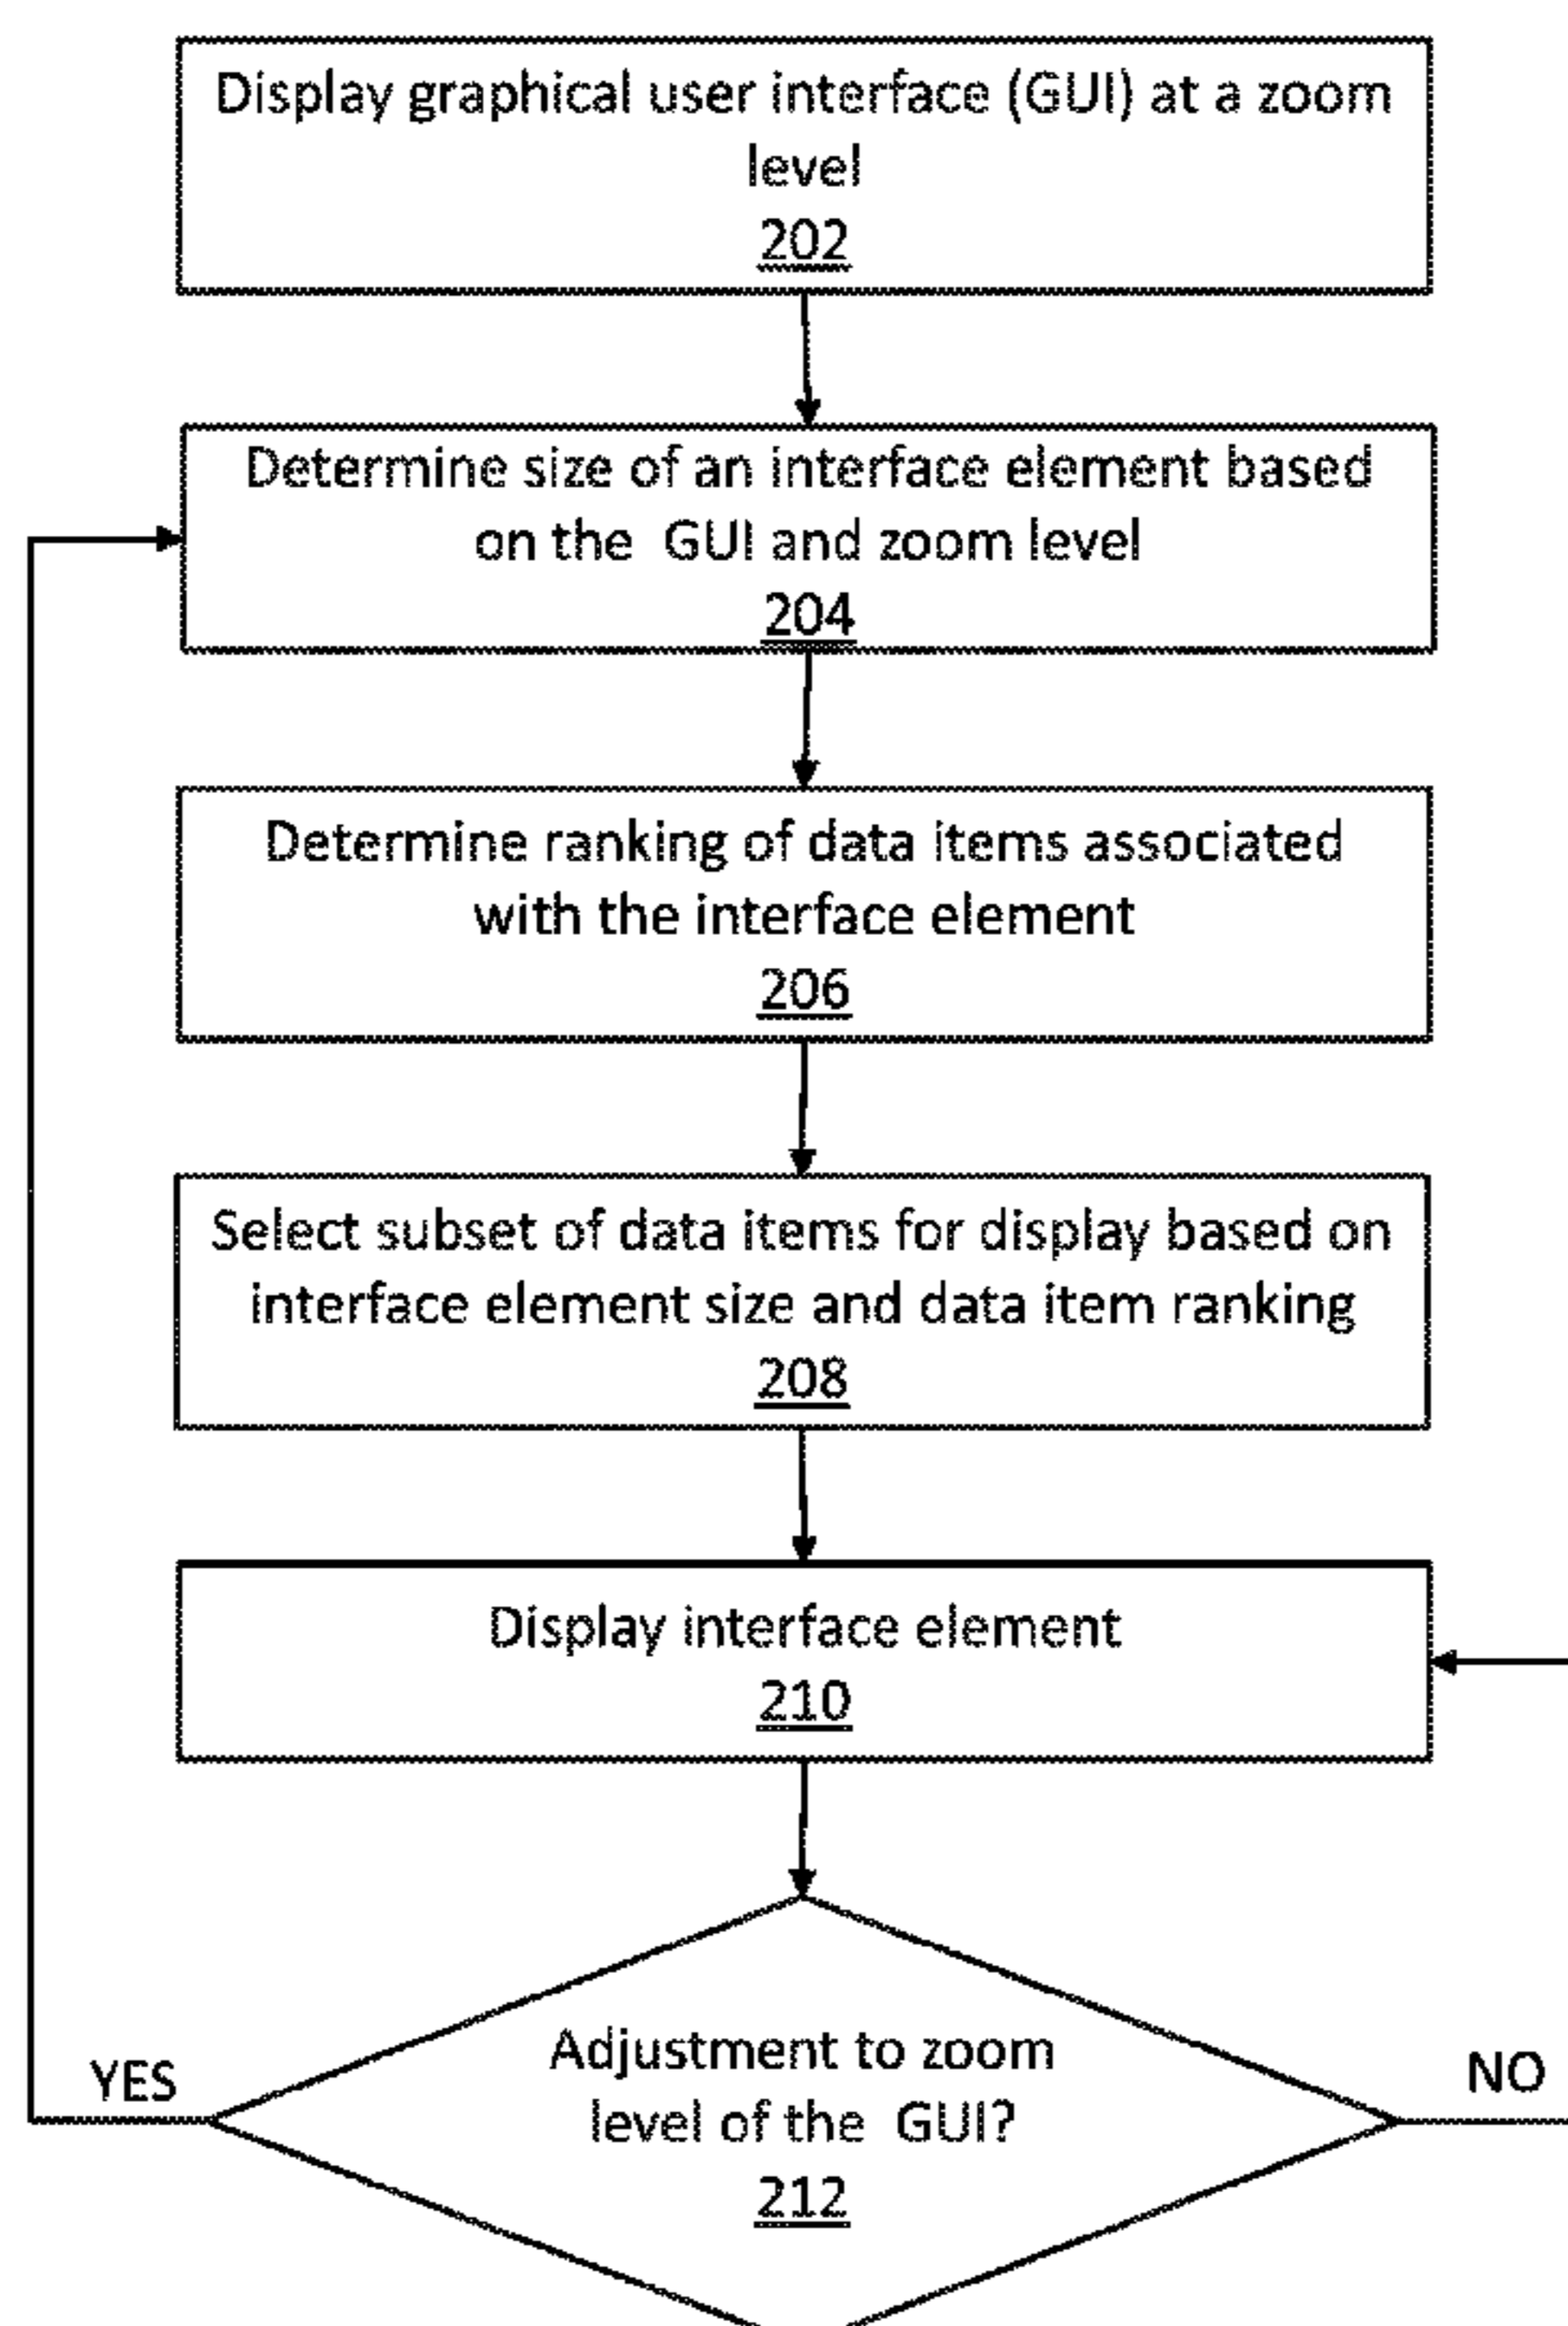 Display graphical user interface (GUI) at a zoom
level
202
Determine size of an interface element based
on the GUI and zoom level
204
Determine ranking of data items associated
with the interface element
206
Select subset of data items for display based on
interface element size and data item ranking
208
Display interface element
210
Adjustment to zoom
level of the GUI?
212
YES
NO